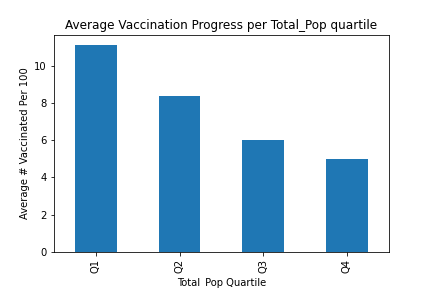 Average Vaccination Progress per Total_Pop quartile
Average # Vaccinated Per 100
10
8
6
4
2
0
Q1
Q2
Q3
Q4
Total_Pop Quartile